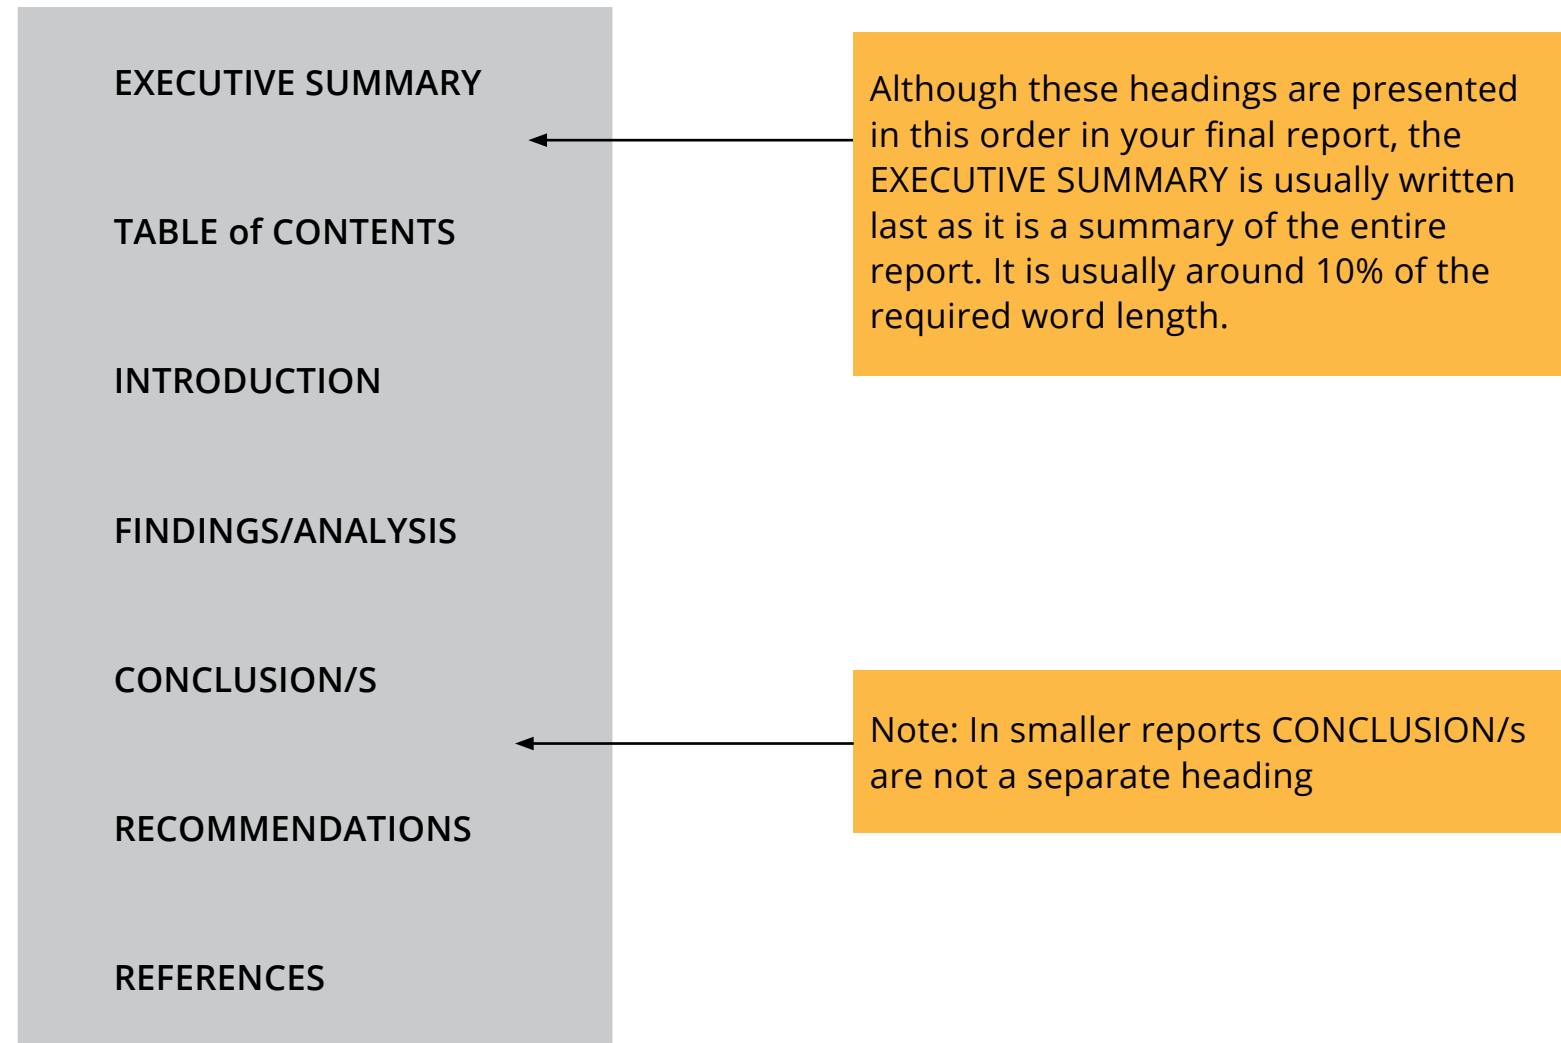 EXECUTIVE SUMMARY
TABLE of CONTENTS
INTRODUCTION
FINDINGS/ANALYSIS
CONCLUSION/S
RECOMMENDATIONS
REFERENCES
Although these headings are presented
in this order in your final report, the
EXECUTIVE SUMMARY is usually written
last as it is a summary of the entire
report. It is usually around 10% of the
required word length.
Note: In smaller reports CONCLUSION/s
are not a separate heading